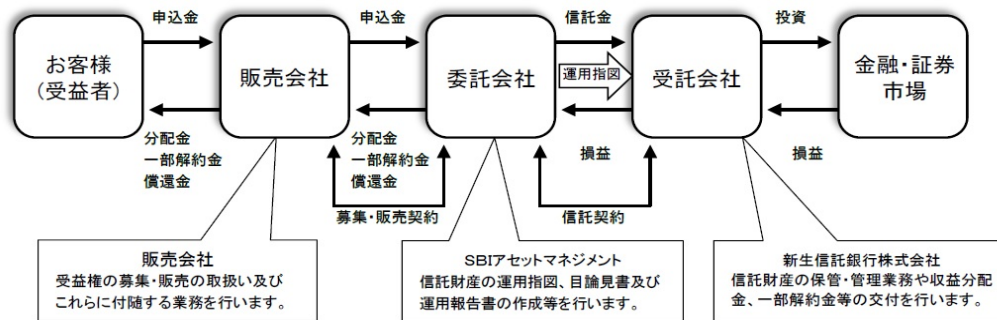 申込金
申込金
信託金
投資
お客様
(受益者)
販売会社
委託会社
運用指図
受託会社
金融・証券
市場
分配金
一部解約金
償還金
分配金
一部解約金
償還金
損益
損益
募集・販売契約
信託契約
販売会社
受益権の募集・販売の取扱い及び
これらに付随する業務を行います。
SBIアセットマネジメント
信託財産の運用指図、目論見書及び
運用報告書の作成等を行います。
新生信託銀行株式会社
信託財産の保管・管理業務や収益分配
金、一部解約金等の交付を行います。